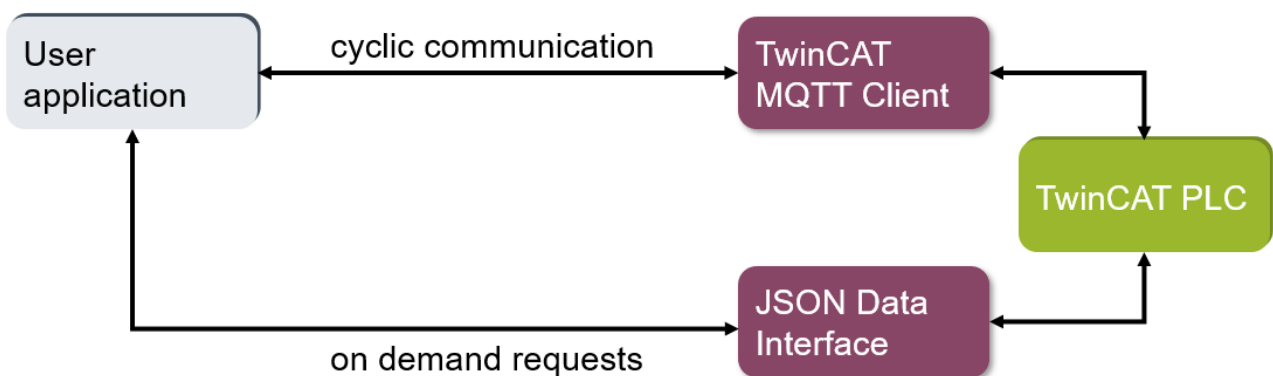 User
application
cyclic communication
TwinCAT
MQTT Client
TwinCAT PLC
JSON Data
Interface
on demand requests